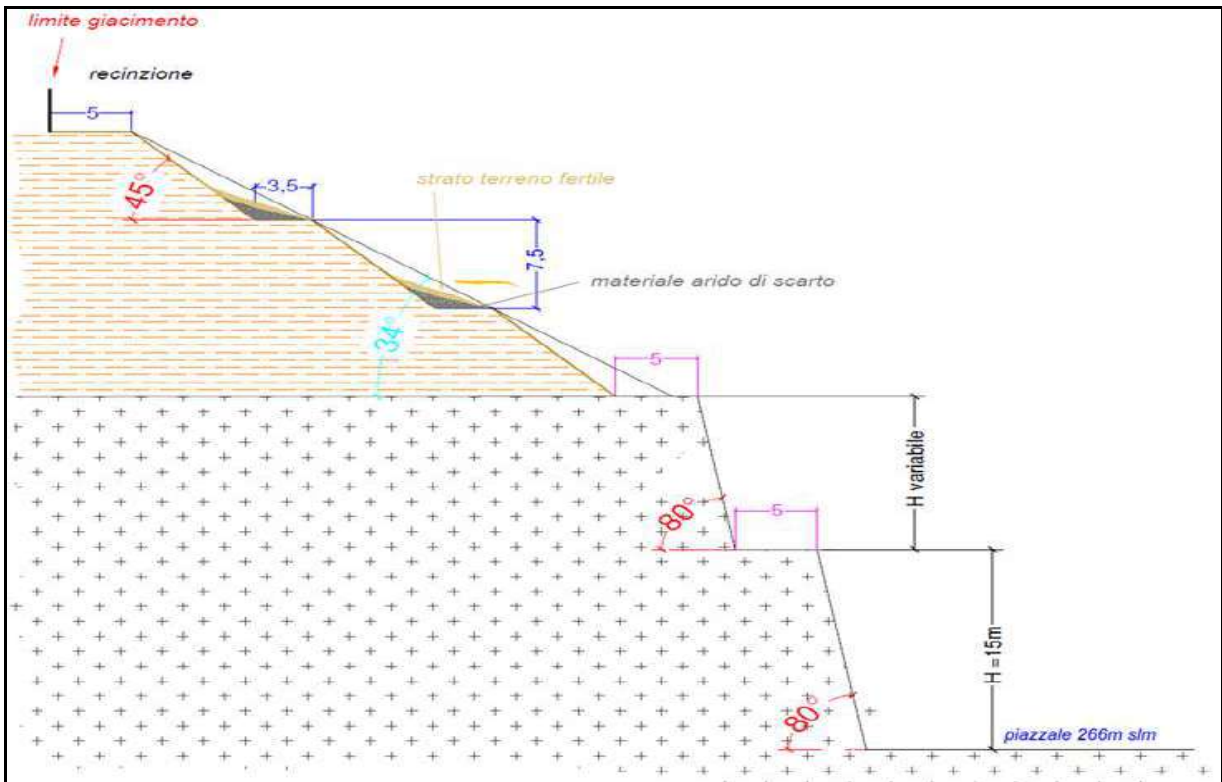 limite giacimento
recinzione
5
45°
3,5
strato terreno fertile
7,5
materiale arido di scarto
34°
5
H variabile
80°
5
H =15m
80°
piazzale 266m slm